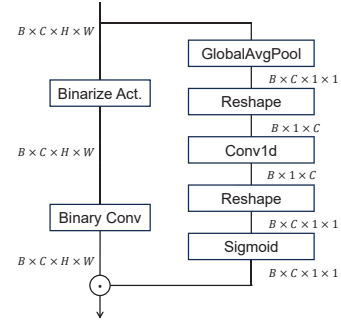 B × C × H × W
GlobalAvgPool
B × C × 1 × 1
Binarize Act.
Reshape
B × 1 × C
B × C × H × W
Conv1d
B × 1 × C
Reshape
Binary Conv
B × C × 1 × 1
Sigmoid
B × C × H × W
B × C × 1 × 1